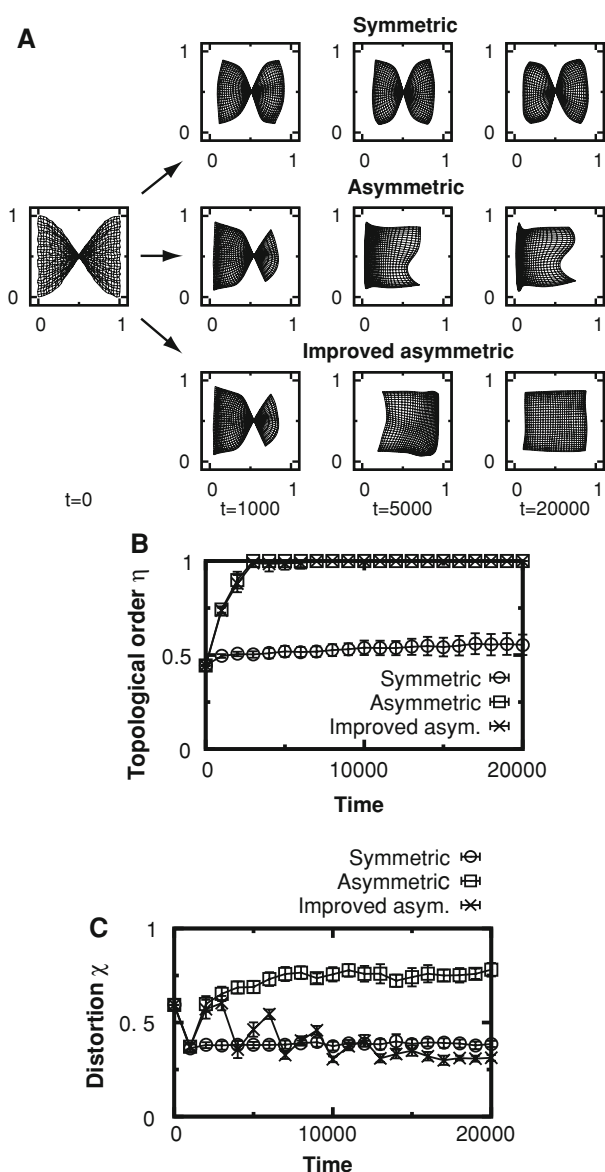 A
Symmetric
1
0
0 1
0 1
0 1
Asymmetric
1
0
0 1
1
0
0 1
0 1
0 1
Improved asymmetric
1
0
0 1
0 1
0 1
t=0
t=1000
t=5000
t=20000
B
Topological order η
1
0.5
0
Symmetric
Asymmetric
Improved asym.
0 10000 20000
Time
Symmetric
Asymmetric
Improved asym.
C
Distortion χ
1
0.5
0
0 10000 20000
Time